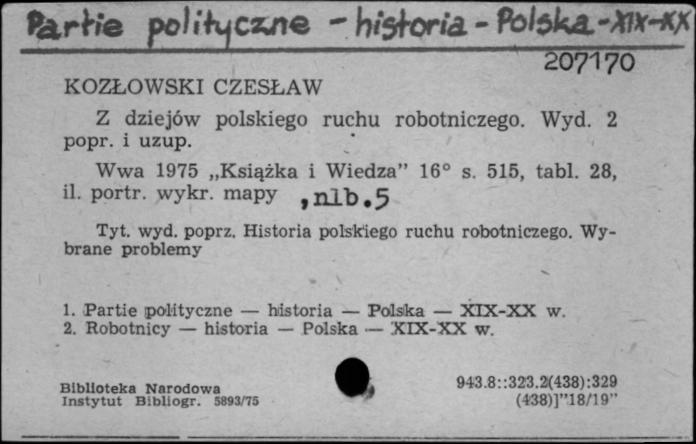 Partie polityczne - historia - Polska - XIX-XX
207170
KOZŁOWSKI CZESŁAW
Z dziejów polskiego ruchu robotniczego. Wyd. 2
popr. i uzup.
Wwa 1975 „Książka i Wiedza” 16° s. 515, tabl. 28,
il. portr. wykr. mapy , nlb. 5
Tyt. wyd. poprz. Historia polskiego ruchu robotniczego. Wy-
brane problemy
1. Partie polityczne — historia — Polska — XIX-XX w.
2. Robotnicy — historia — Polska — XIX-XX w.
Biblioteka Narodowa
Instytut Bibliogr. 5893/75
943.8::323.2(438):329
(438)]"18/19"